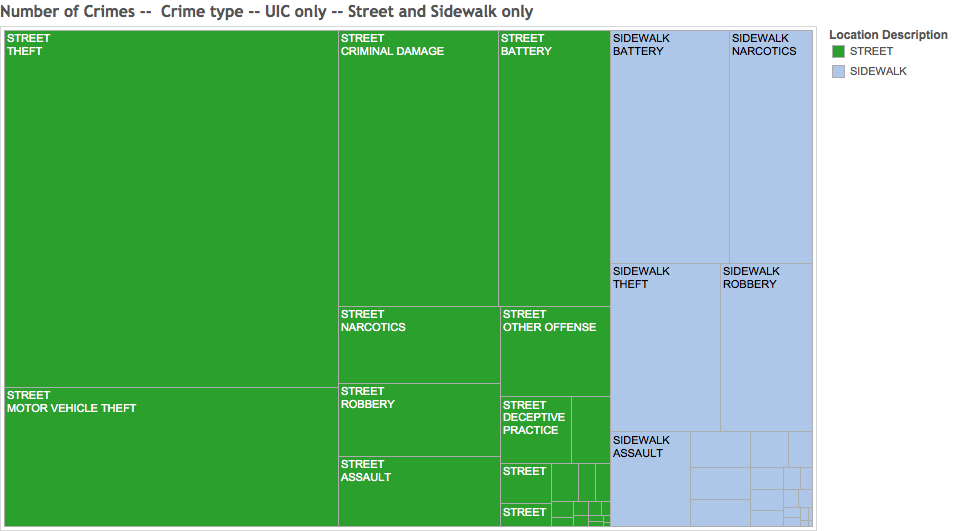 Number of Crimes -- Crime type -- UIC only -- Street and Sidewalk only
STREET
THEFT
STREET
CRIMINAL DAMAGE
STREET
BATTERY
SIDEWALK
BATTERY
SIDEWALK
NARCOTICS
Location Description
STREET
SIDEWALK
SIDEWALK
THEFT
SIDEWALK
ROBBERY
STREET
NARCOTICS
STREET
OTHER OFFENSE
STREET
MOTOR VEHICLE THEFT
STREET
ROBBERY
STREET
DECEPTIVE
PRACTICE
SIDEWALK
ASSAULT
STREET
ASSAULT
STREET
STREET